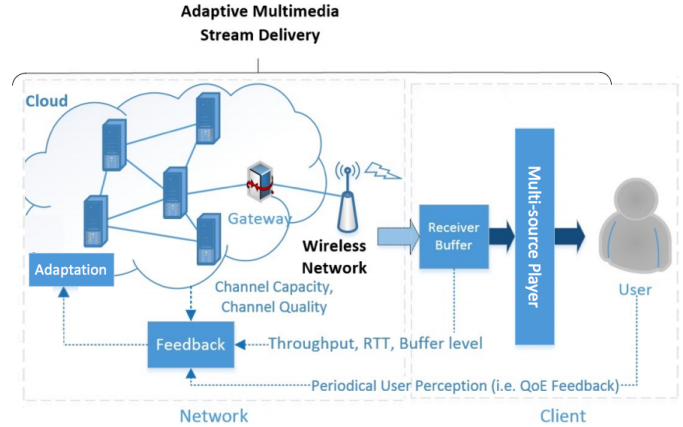 Adaptive Multimedia
Stream Delivery
Cloud
Gateway
Wireless
Network
Adaptation
Channel Capacity,
Channel Quality
Feedback
Throughput, RTT, Buffer level
Periodical User Perception (i.e. QoE Feedback)
Receiver
Buffer
Multi-source Player
User
Network
Client